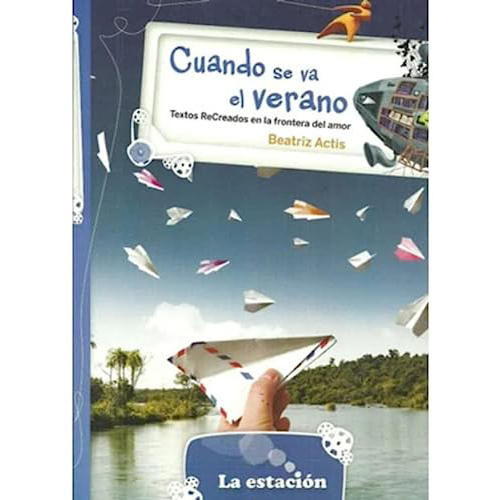 Cuando se va
el verano
Textos ReCreados en la frontera del amor
Beatriz Actis
La estación